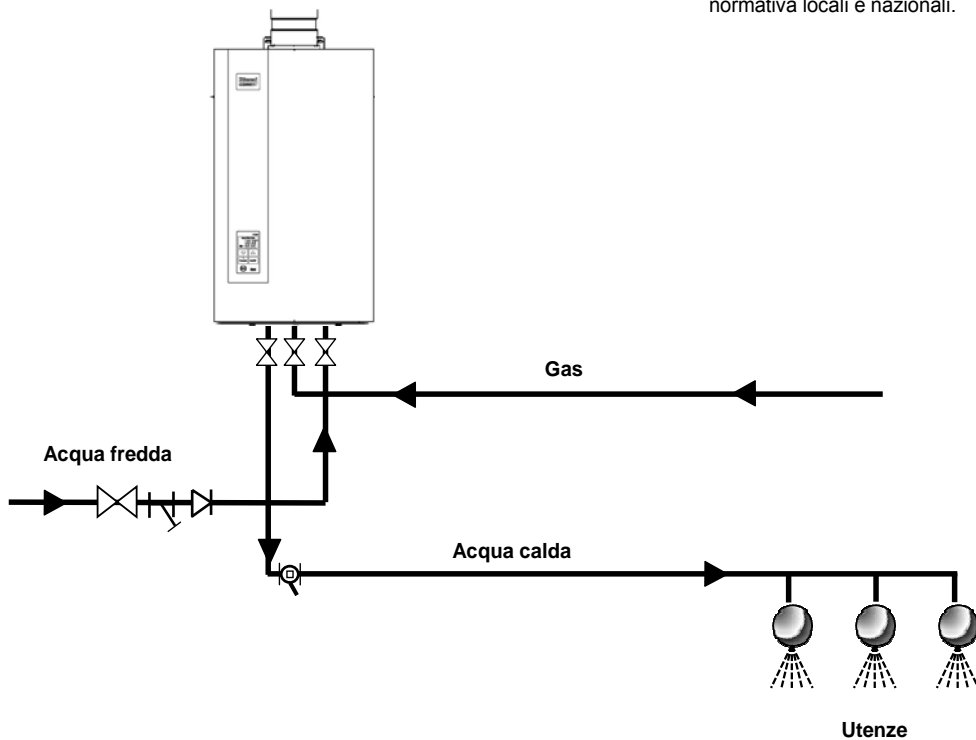 normativa locali e nazionali.
Gas
Acqua fredda
Acqua calda
Utenze